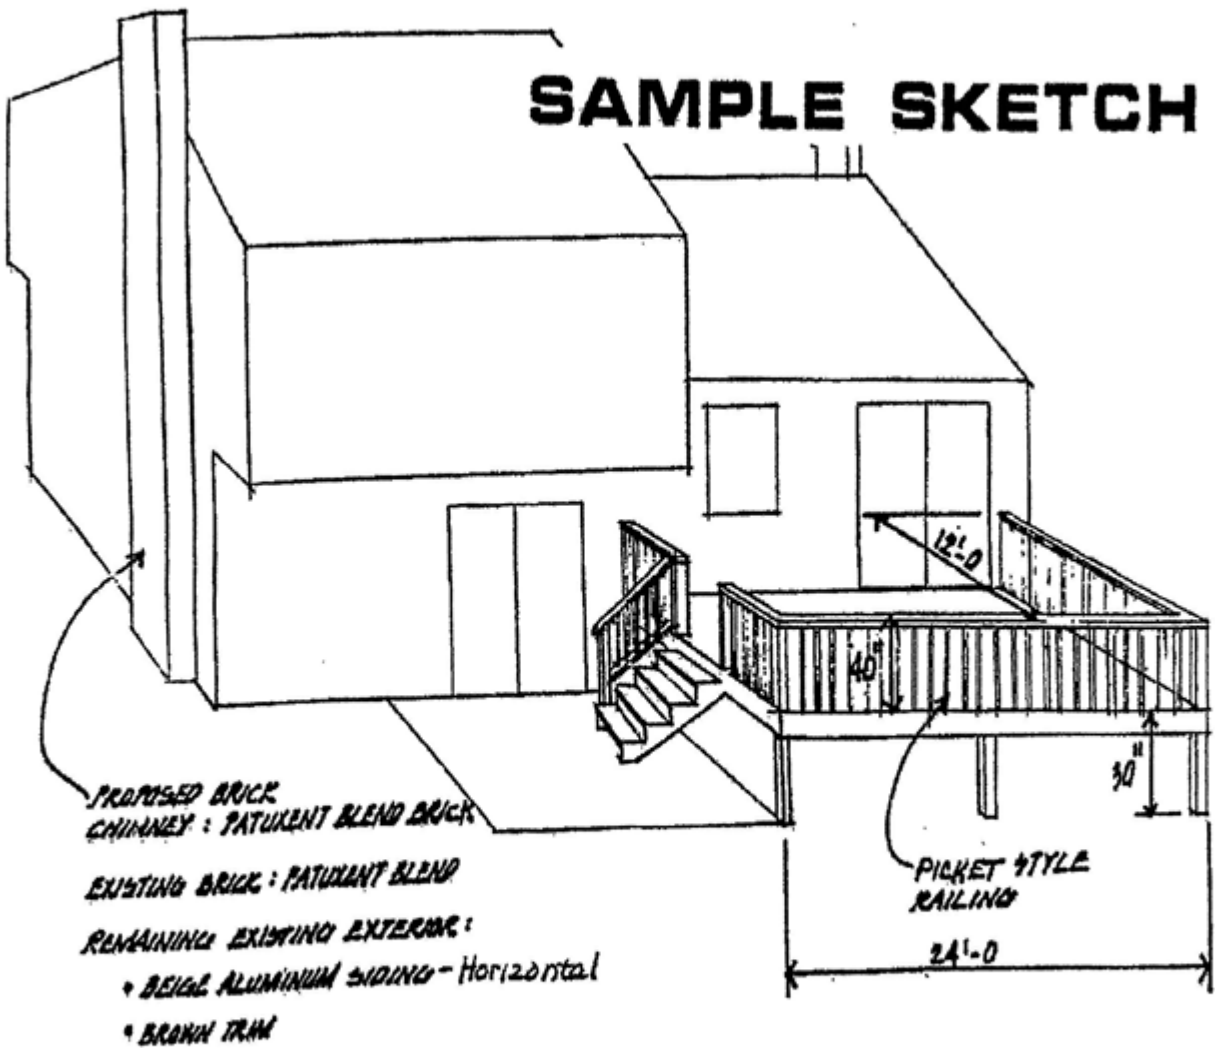 SAMPLE SKETCH
12'-0
40"
30"
PROPOSED BRICK
CHIMNEY : PATUXENT BLEND BRICK
EXISTING BRICK : PATUXENT BLEND
REMAINING EXISTING EXTERIOR :
• BEIGE ALUMINUM SIDING - Horizontal
• BROWN TRIM
PICKET STYLE
RAILING
24'-0